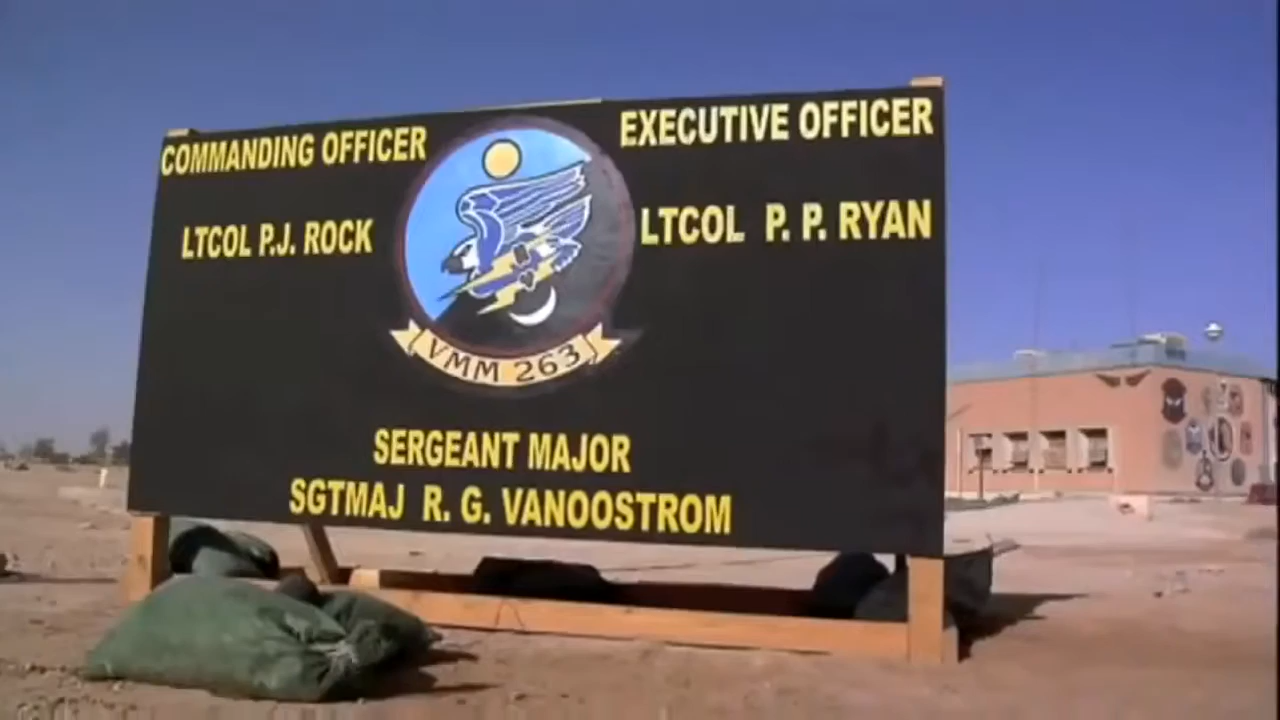 COMMANDING OFFICER
LTCOL P.J. ROCK
EXECUTIVE OFFICER
LTCOL P. P. RYAN
VMM 263
SERGEANT MAJOR
SGTMAJ R. G. VANOOSTROM